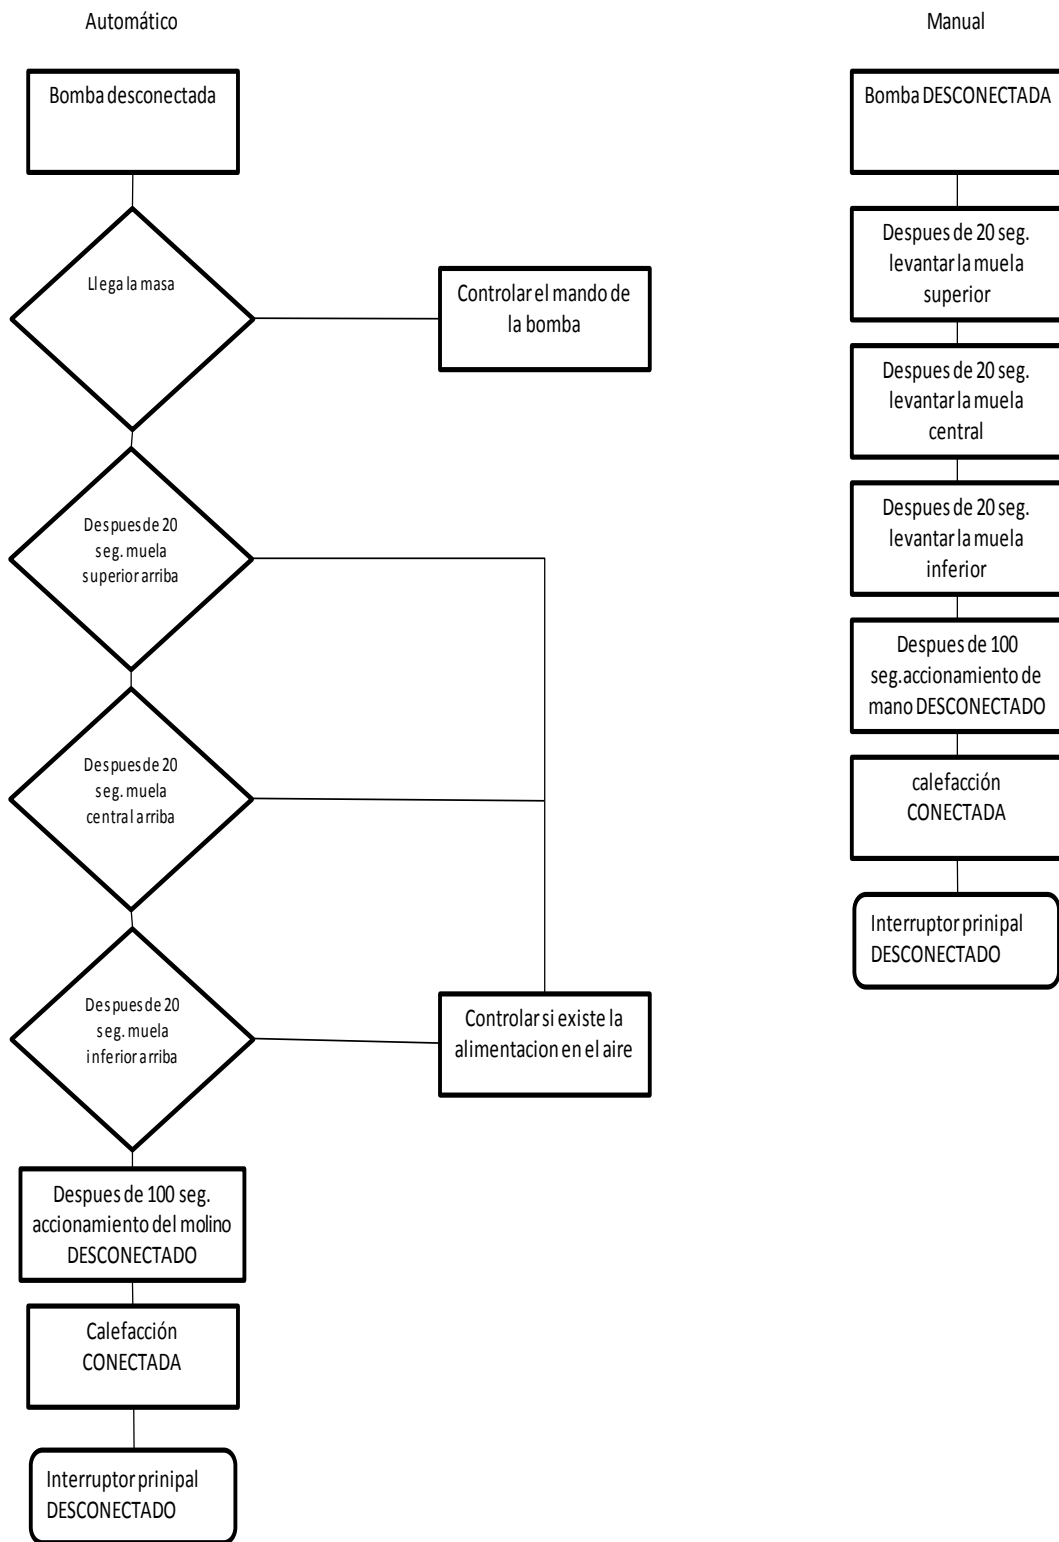 Automático
Bomba desconectada
Llega la masa
Controlar el mando de
la bomba
Despues de 20
seg. muela
superior arriba
Despues de 20
seg. muela
central arriba
Despues de 20
seg. muela
inferior arriba
Controlar si existe la
alimentacion en el aire
Despues de 100 seg.
accionamiento del molino
DESCONECTADO
Calefacción
CONECTADA
Interruptor prinipal
DESCONECTADO
Manual
Bomba DESCONECTADA
Despues de 20 seg.
levantar la muela
superior
Despues de 20 seg.
levantar la muela
central
Despues de 20 seg.
levantar la muela
inferior
Despues de 100
seg.accionamiento de
mano DESCONECTADO
calefacción
CONECTADA
Interruptor prinipal
DESCONECTADO